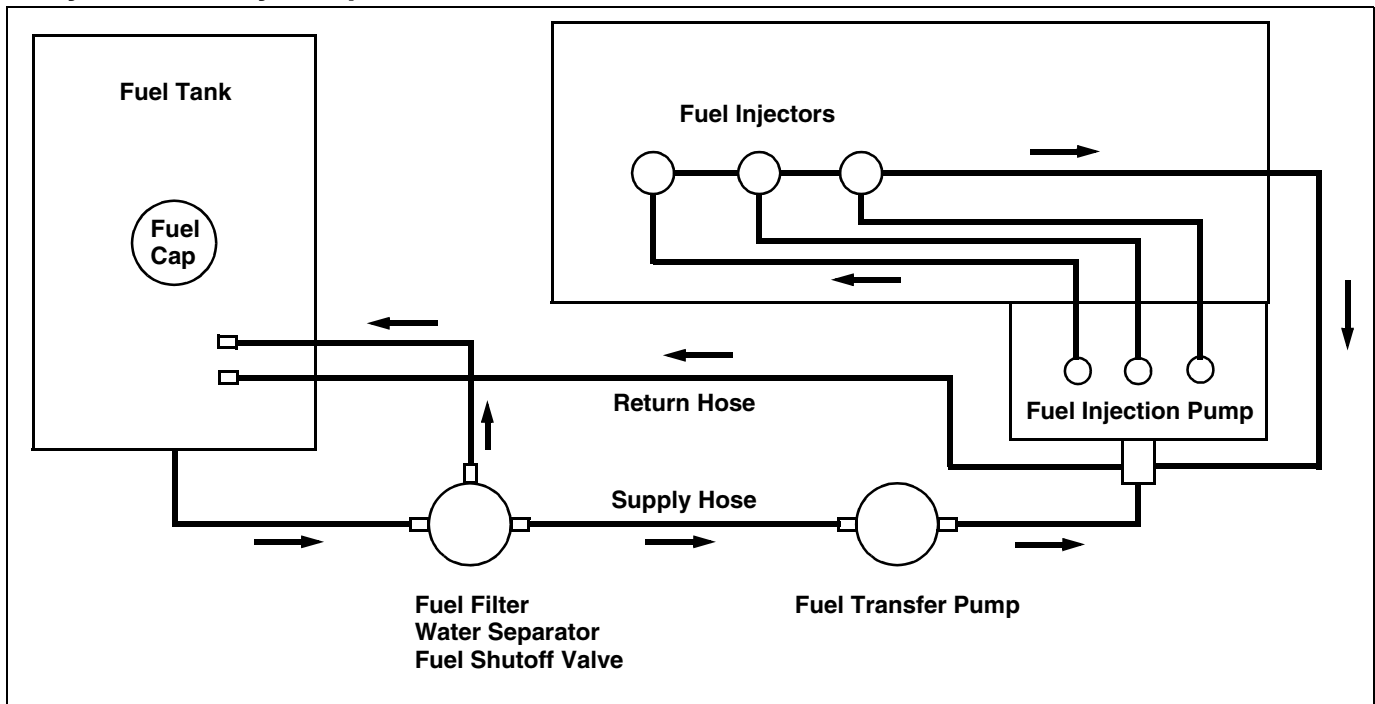 Fuel Tank
Fuel
Cap
Fuel Injectors
Fuel Injection Pump
Return Hose
Supply Hose
Fuel Filter
Water Separator
Fuel Shutoff Valve
Fuel Transfer Pump